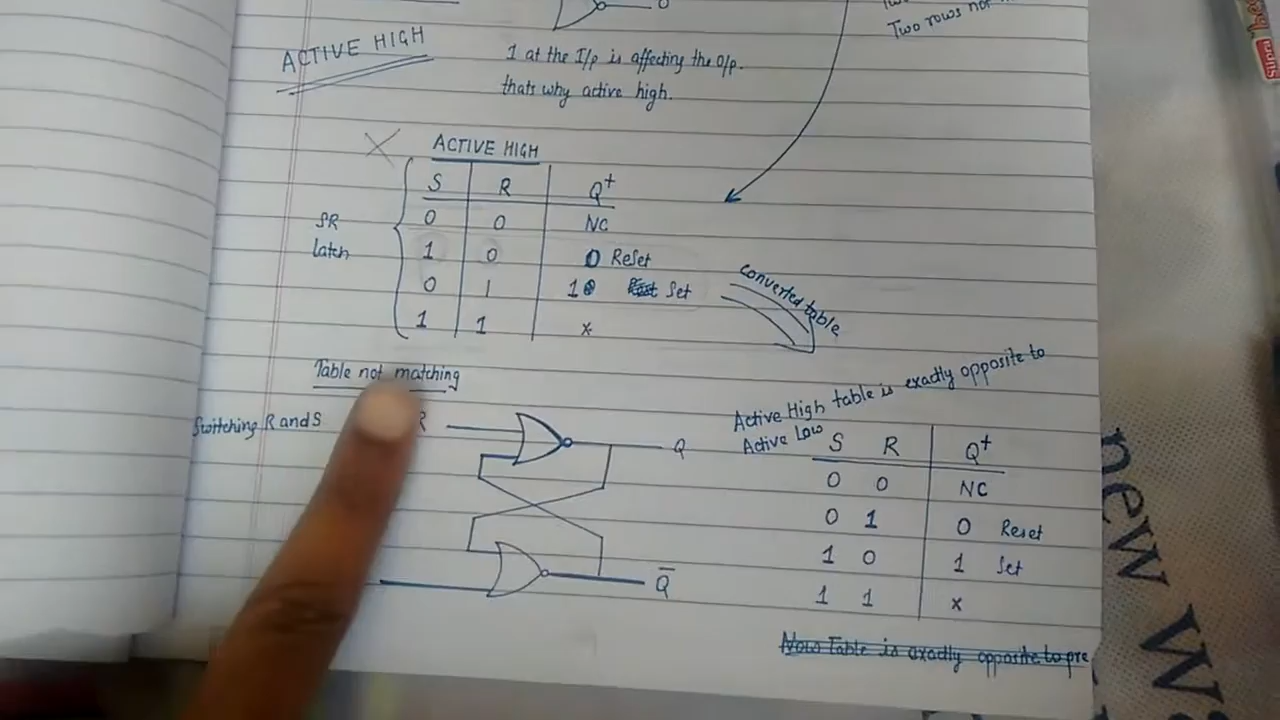 Two rows not
ACTIVE HIGH
1 at the I/p is affecting the o/p.
thats why active high.
ACTIVE HIGH
S R Q+
SR 0 0 NC
latch 1 0 0 Reset
0 1 1 Set
1 1 x
converted table
Table not matching
Switching R and S
R Q
Q̅
Active High table is exactly opposite to
Active Low
S R Q+
0 0 NC
0 1 0 Reset
1 0 1 Set
1 1 x
Now Table is exactly opposite to pre
new w